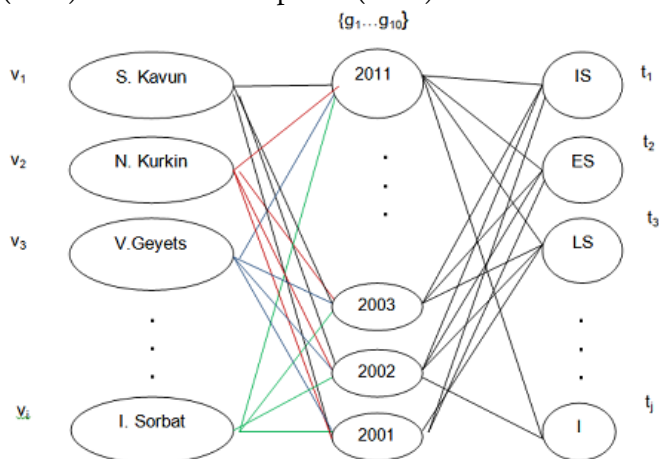 {g₁…g₁₀}
v₁ S. Kavun 2011 IS t₁
v₂ N. Kurkin ES t₂
v₃ V.Geyets LS t₃
2003
2002
vᵢ I. Sorbat 2001 I tⱼ